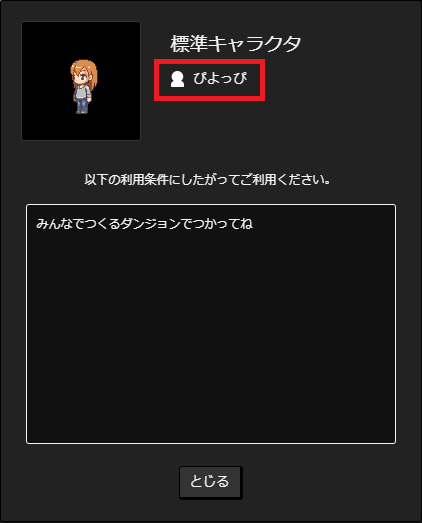 標準キャラクタ
ぴよっぴ
以下の利用条件にしたがってご利用ください。
みんなでつくるダンジョンでつかってね
とじる